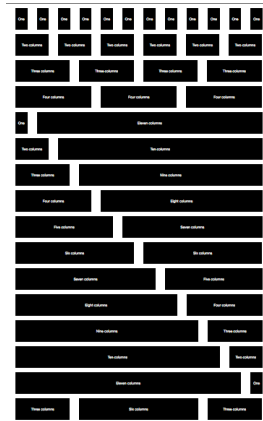 One One One One One One One One One One One One
Two columns Two columns Two columns Two columns Two columns Two columns
Three columns Three columns Three columns Three columns
Four columns Four columns Four columns
One Eleven columns
Two columns Ten columns
Three columns Nine columns
Four columns Eight columns
Five columns Seven columns
Six columns Six columns
Seven columns Five columns
Eight columns Four columns
Nine columns Three columns
Ten columns Two columns
Eleven columns One
Three columns Six columns Three columns